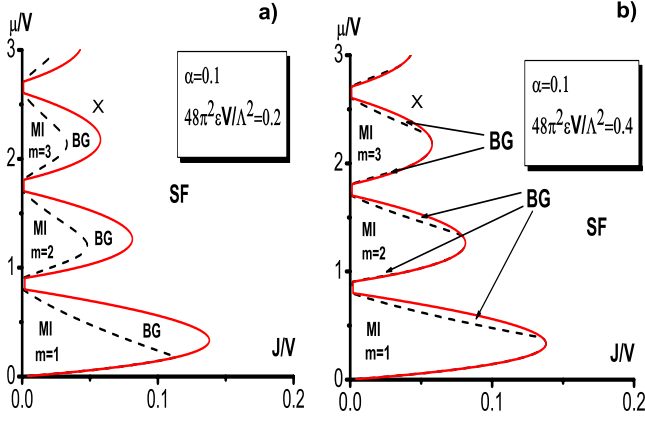 a)
μ/V
3
α=0.1
48π²εV/Λ²=0.2
X
MI
BG
m=3
2
SF
MI
BG
m=2
1
MI
BG
m=1
J/V
0
0.0
0.1
0.2
b)
μ/V
3
α=0.1
48π²εV/Λ²=0.4
X
MI
BG
m=3
2
BG
SF
MI
m=2
1
MI
m=1
J/V
0
0.0
0.1
0.2